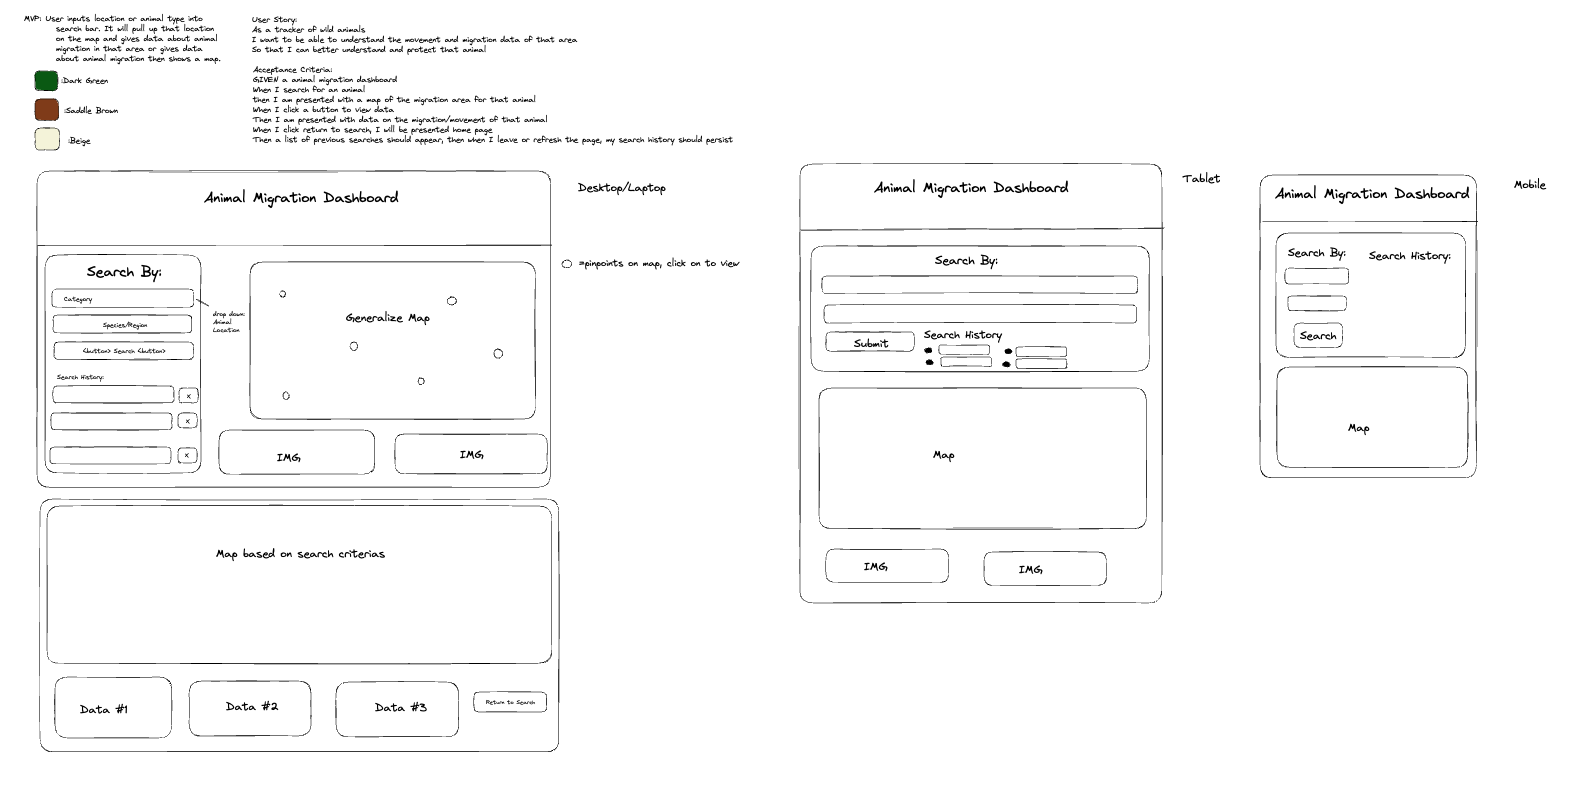 MVP: User inputs location or animal type into
search bar. It will pull up that location
on the map and gives data about animal
migration in that area or gives data
about animal migration then shows a map.
:Dark Green
:Saddle Brown
:Beige
User Story:
As a tracker of wild animals
I want to be able to understand the movement and migration data of that area
So that I can better understand and protect that animal
Acceptance Criteria:
GIVEN a animal migration dashboard
When I search for an animal
then I am presented with a map of the migration area for that animal
When I click a button to view data
Then I am presented with data on the migration/movement of that animal
When I click return to search, I will be presented home page
Then a list of previous searches should appear, then when I leave or refresh the page, my search history should persist
Animal Migration Dashboard
Desktop/Laptop
Search By:
Category
Species/Region
<button> Search <button>
Search History:
x
x
x
drop down:
Animal
Location
Generalize Map
=pinpoints on map, click on to view
IMG
IMG
Map based on search criterias
Data #1
Data #2
Data #3
Return to Search
Animal Migration Dashboard
Tablet
Search By:
Submit
Search History
Map
IMG
IMG
Animal Migration Dashboard
Mobile
Search By:
Search History:
Search
Map